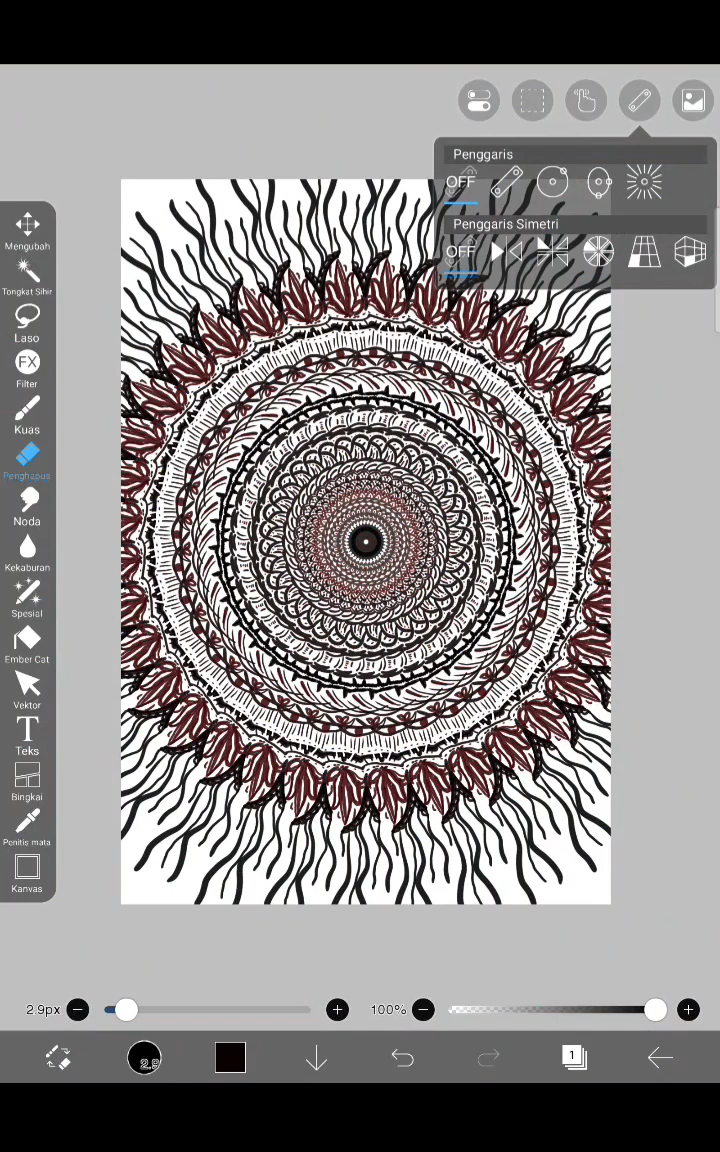 Penggaris
OFF
Penggaris Simetri
OFF
Mengubah
Tongkat Sihir
Laso
FX
Filter
Kuas
Penghapus
Noda
Kekaburan
Spesial
Ember Cat
Vektor
T
Teks
Bingkai
Penitis mata
Kanvas
2.9px
100%
2.9
1